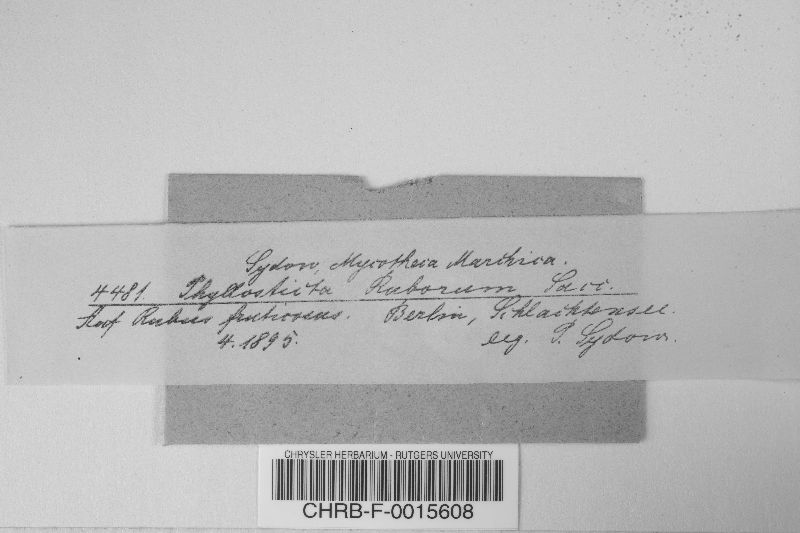 Sydow, Mycotheca Marchica.
4481. Phyllosticta Ruborum Sacc.
Auf Rubus fruticosus. Berlin, Schlachtensee.
4. 1895. leg. P. Sydow.
CHRYSLER HERBARIUM - RUTGERS UNIVERSITY
CHRB-F-0015608